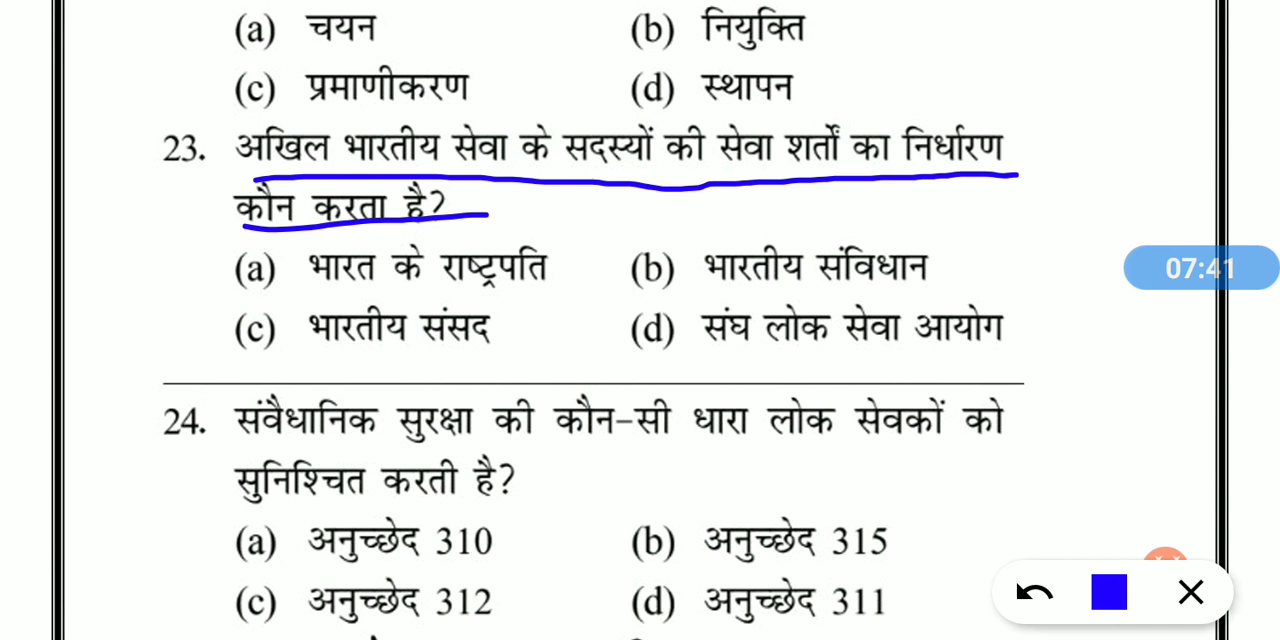 (a) चयन (b) नियुक्ति
(c) प्रमाणीकरण (d) स्थापन
23. अखिल भारतीय सेवा के सदस्यों की सेवा शर्तों का निर्धारण
कौन करता है?
(a) भारत के राष्ट्रपति (b) भारतीय संविधान
07:41
(c) भारतीय संसद (d) संघ लोक सेवा आयोग
24. संवैधानिक सुरक्षा की कौन-सी धारा लोक सेवकों को
सुनिश्चित करती है?
(a) अनुच्छेद 310 (b) अनुच्छेद 315
(c) अनुच्छेद 312 (d) अनुच्छेद 311